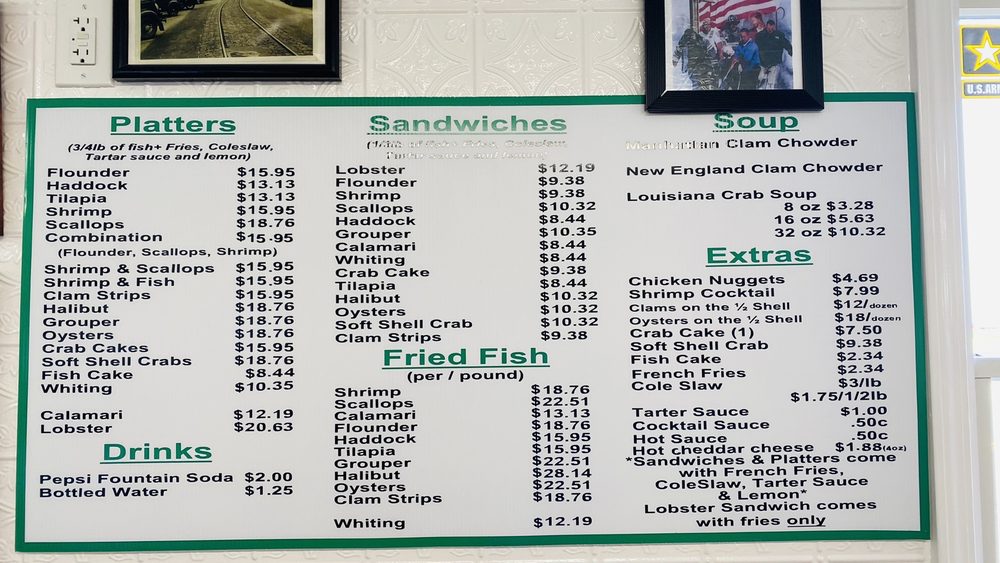 Platters
(3/4lb of fish+ Fries, Coleslaw,
Tartar sauce and lemon)
Flounder $15.95
Haddock $13.13
Tilapia $13.13
Shrimp $15.95
Scallops $18.76
Combination $15.95
(Flounder, Scallops, Shrimp)
Shrimp & Scallops $15.95
Shrimp & Fish $15.95
Clam Strips $15.95
Halibut $18.76
Grouper $18.76
Oysters $18.76
Crab Cakes $15.95
Soft Shell Crabs $18.76
Fish Cake $8.44
Whiting $10.35
Calamari $12.19
Lobster $20.63
Drinks
Pepsi Fountain Soda $2.00
Bottled Water $1.25
Sandwiches
of fish+ Fries, Coleslaw,
Tartar sauce and lemon)
Lobster $12.19
Flounder $9.38
Shrimp $9.38
Scallops $10.32
Haddock $8.44
Grouper $10.35
Calamari $8.44
Whiting $8.44
Crab Cake $9.38
Tilapia $8.44
Halibut $10.32
Oysters $10.32
Soft Shell Crab $10.32
Clam Strips $9.38
Fried Fish
(per / pound)
Shrimp $18.76
Scallops $22.51
Calamari $13.13
Flounder $18.76
Haddock $15.95
Tilapia $15.95
Grouper $22.51
Halibut $28.14
Oysters $22.51
Clam Strips $18.76
Whiting $12.19
Soup
Manhattan Clam Chowder
New England Clam Chowder
Louisiana Crab Soup
8 oz $3.28
16 oz $5.63
32 oz $10.32
Extras
Chicken Nuggets $4.69
Shrimp Cocktail $7.99
Clams on the ½ Shell $12/dozen
Oysters on the ½ Shell $18/dozen
Crab Cake (1) $7.50
Soft Shell Crab $9.38
Fish Cake $2.34
French Fries $2.34
Cole Slaw $3/lb
$1.75/1/2lb
Tarter Sauce $1.00
Cocktail Sauce .50c
Hot Sauce .50c
Hot cheddar cheese $1.88(4oz)
*Sandwiches & Platters come
with French Fries,
ColeSlaw, Tarter Sauce
& Lemon*
Lobster Sandwich comes
with fries only
U.S.AR